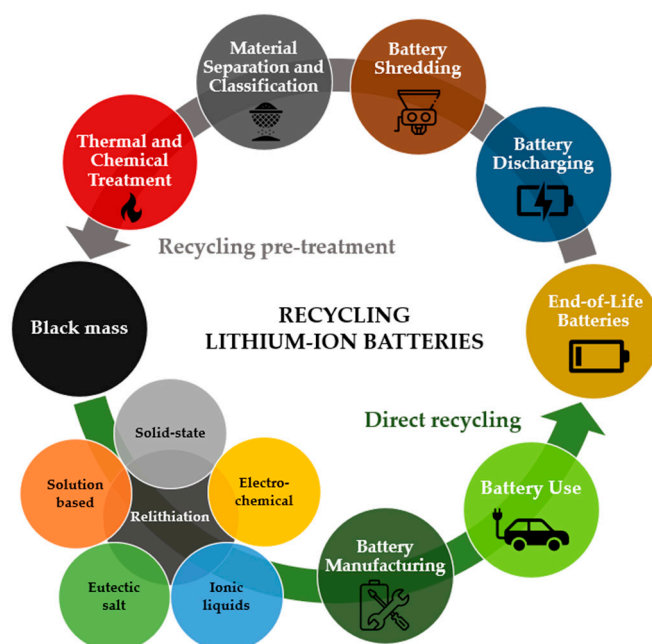 Material
Separation and
Classification
Battery
Shredding
Thermal and
Chemical
Treatment
Battery
Discharging
Recycling pre-treatment
Black mass
RECYCLING
LITHIUM-ION BATTERIES
End-of-Life
Batteries
Direct recycling
Solid-state
Solution
based
Electro-
chemical
Relithiation
Eutectic
salt
Ionic
liquids
Battery
Manufacturing
Battery Use